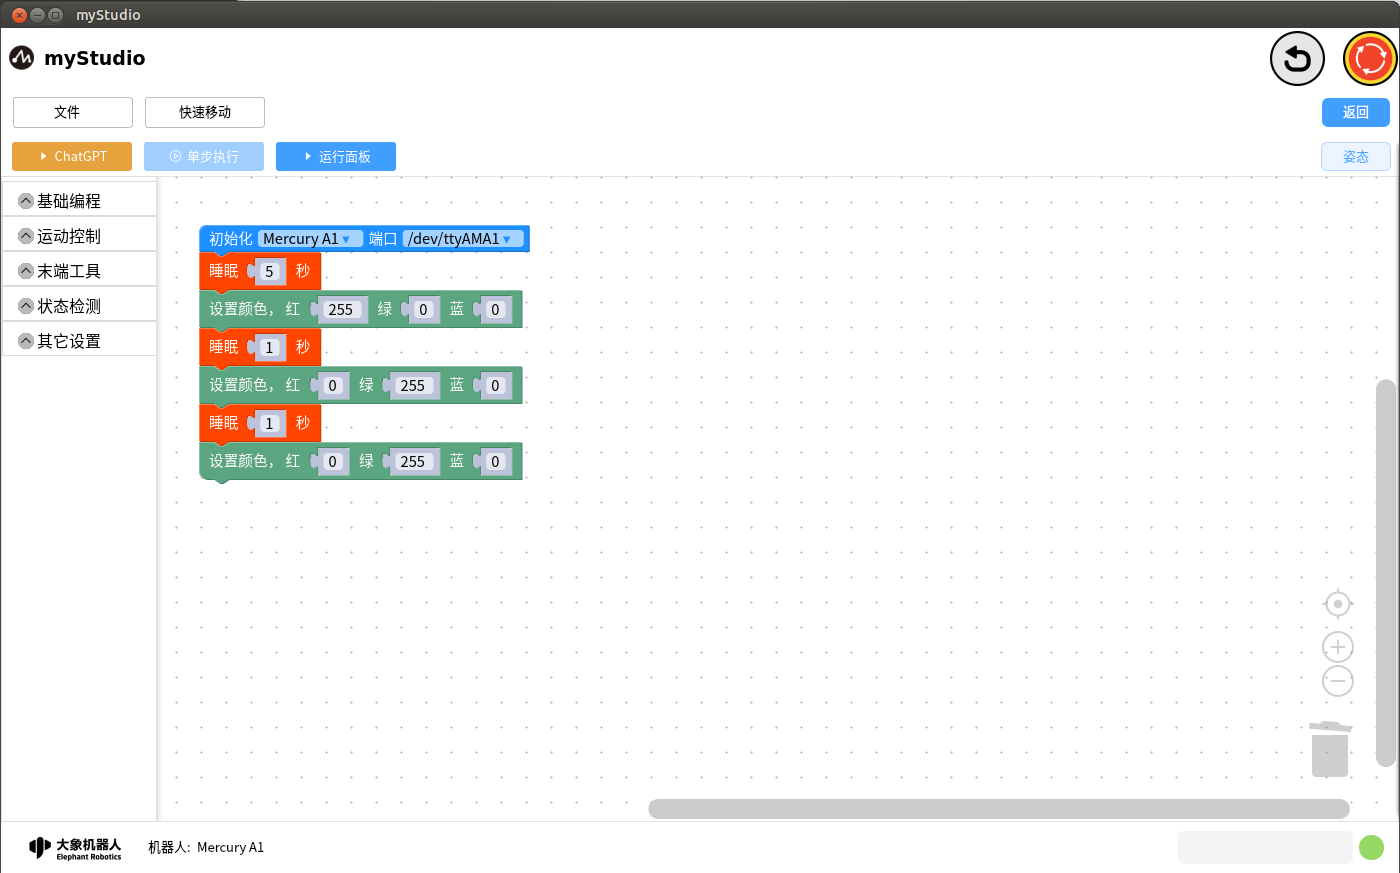 myStudio
myStudio
文件 快速移动 返回
ChatGPT 单步执行 运行面板 姿态
基础编程
运动控制
末端工具
状态检测
其它设置
初始化 Mercury A1 端口 /dev/ttyAMA1
睡眠 5 秒
设置颜色，红 255 绿 0 蓝 0
睡眠 1 秒
设置颜色，红 0 绿 255 蓝 0
睡眠 1 秒
设置颜色，红 0 绿 255 蓝 0
大象机器人
Elephant Robotics
机器人: Mercury A1